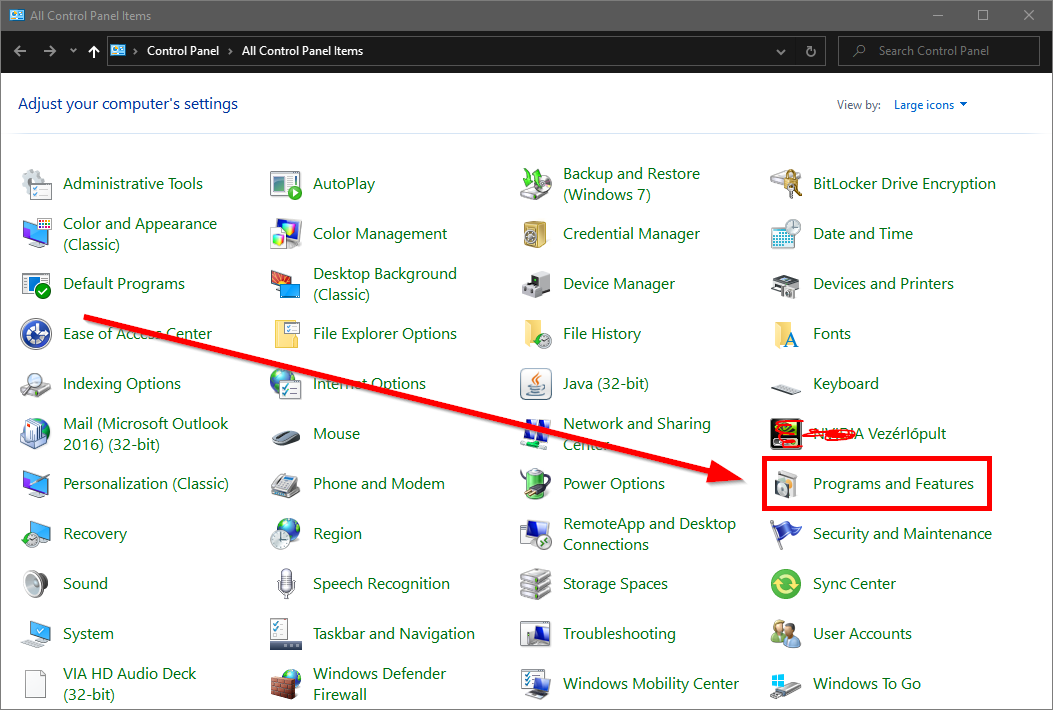 All Control Panel Items
Control Panel > All Control Panel Items
Search Control Panel
Adjust your computer's settings
View by: Large icons
Administrative Tools
AutoPlay
Backup and Restore
(Windows 7)
BitLocker Drive Encryption
Color and Appearance
(Classic)
Color Management
Credential Manager
Date and Time
Default Programs
Desktop Background
(Classic)
Device Manager
Devices and Printers
Ease of Access Center
File Explorer Options
File History
Fonts
Indexing Options
Internet Options
Java (32-bit)
Keyboard
Mail (Microsoft Outlook
2016) (32-bit)
Mouse
Network and Sharing
Center
NVIDIA Vezérlőpult
Personalization (Classic)
Phone and Modem
Power Options
Programs and Features
Recovery
Region
RemoteApp and Desktop
Connections
Security and Maintenance
Sound
Speech Recognition
Storage Spaces
Sync Center
System
Taskbar and Navigation
Troubleshooting
User Accounts
VIA HD Audio Deck
(32-bit)
Windows Defender
Firewall
Windows Mobility Center
Windows To Go